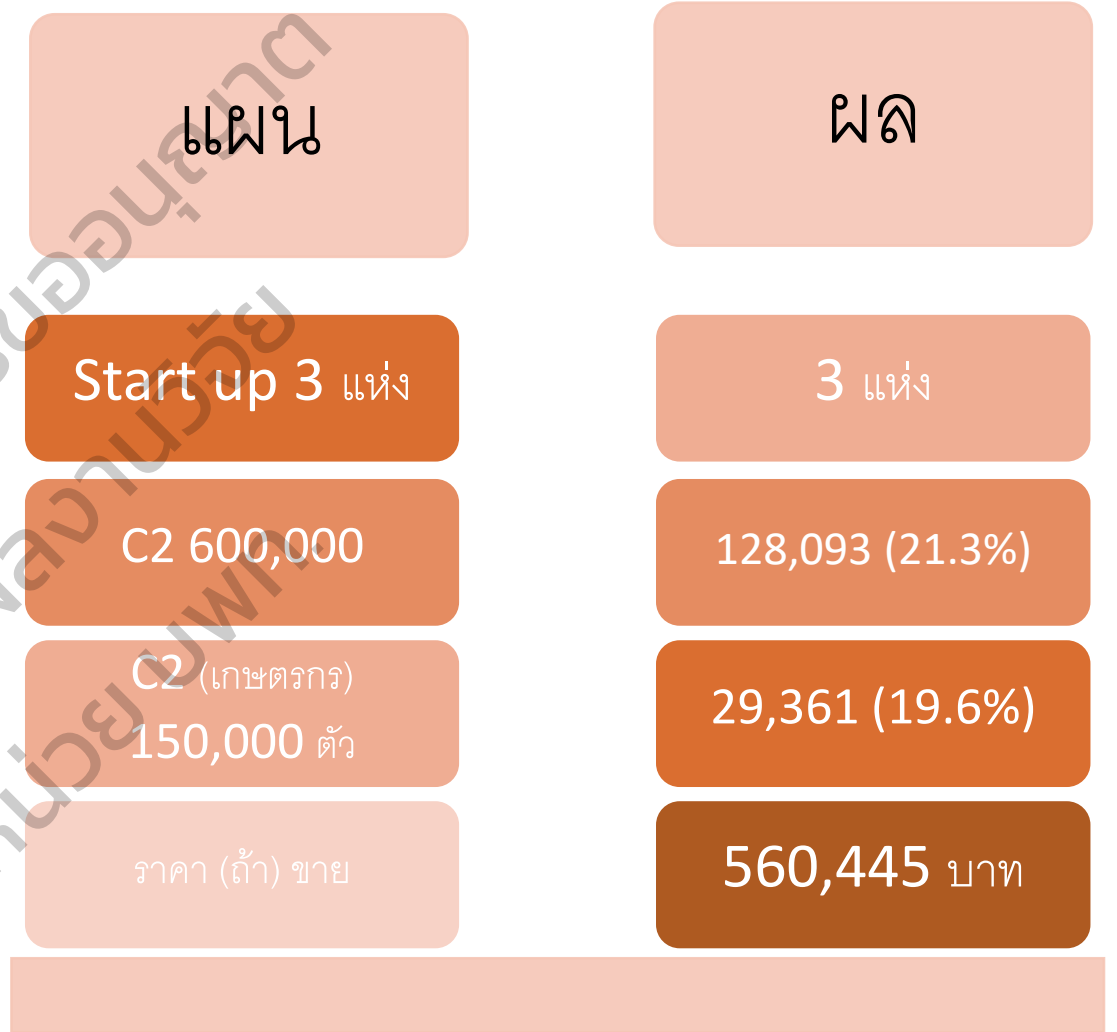 แผน
ผล
Start up 3 แห่ง
3 แห่ง
C2 600,000
128,093 (21.3%)
C2 (เกษตรกร)
150,000 ตัว
29,361 (19.6%)
ราคา (ถ้า) ขาย
560,445 บาท